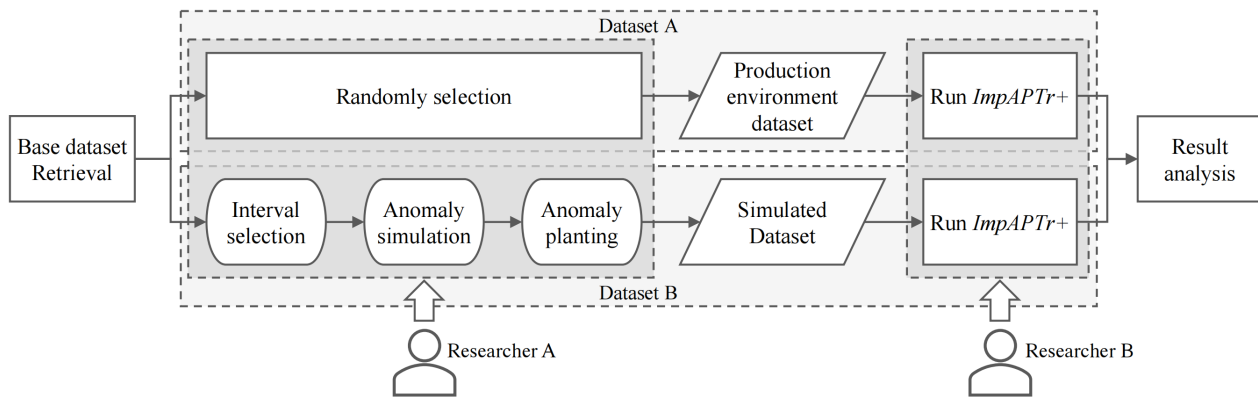 Dataset A
Randomly selection
Production
environment
dataset
Run ImpAPTr+
Base dataset
Retrieval
Result
analysis
Interval
selection
Anomaly
simulation
Anomaly
planting
Simulated
Dataset
Run ImpAPTr+
Dataset B
Researcher A
Researcher B